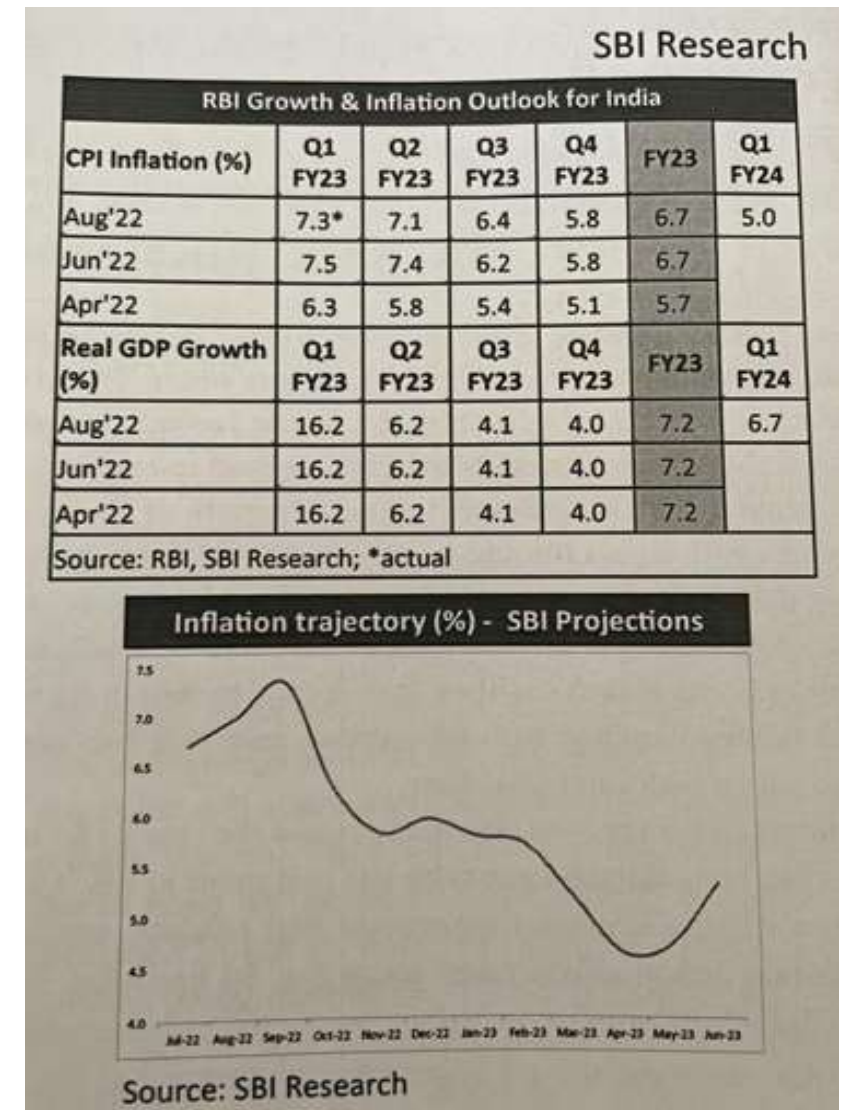 SBI Research
RBI Growth & Inflation Outlook for India
CPI Inflation (%) Q1 FY23 Q2 FY23 Q3 FY23 Q4 FY23 FY23 Q1 FY24
Aug'22 7.3* 7.1 6.4 5.8 6.7 5.0
Jun'22 7.5 7.4 6.2 5.8 6.7
Apr'22 6.3 5.8 5.4 5.1 5.7
Real GDP Growth (%) Q1 FY23 Q2 FY23 Q3 FY23 Q4 FY23 FY23 Q1 FY24
Aug'22 16.2 6.2 4.1 4.0 7.2 6.7
Jun'22 16.2 6.2 4.1 4.0 7.2
Apr'22 16.2 6.2 4.1 4.0 7.2
Source: RBI, SBI Research; *actual
Inflation trajectory (%) - SBI Projections
7.5
7.0
6.5
6.0
5.5
5.0
4.5
4.0
Jul-22 Aug-22 Sep-22 Oct-22 Nov-22 Dec-22 Jan-23 Feb-23 Mar-23 Apr-23 May-23 Jun-23
Source: SBI Research